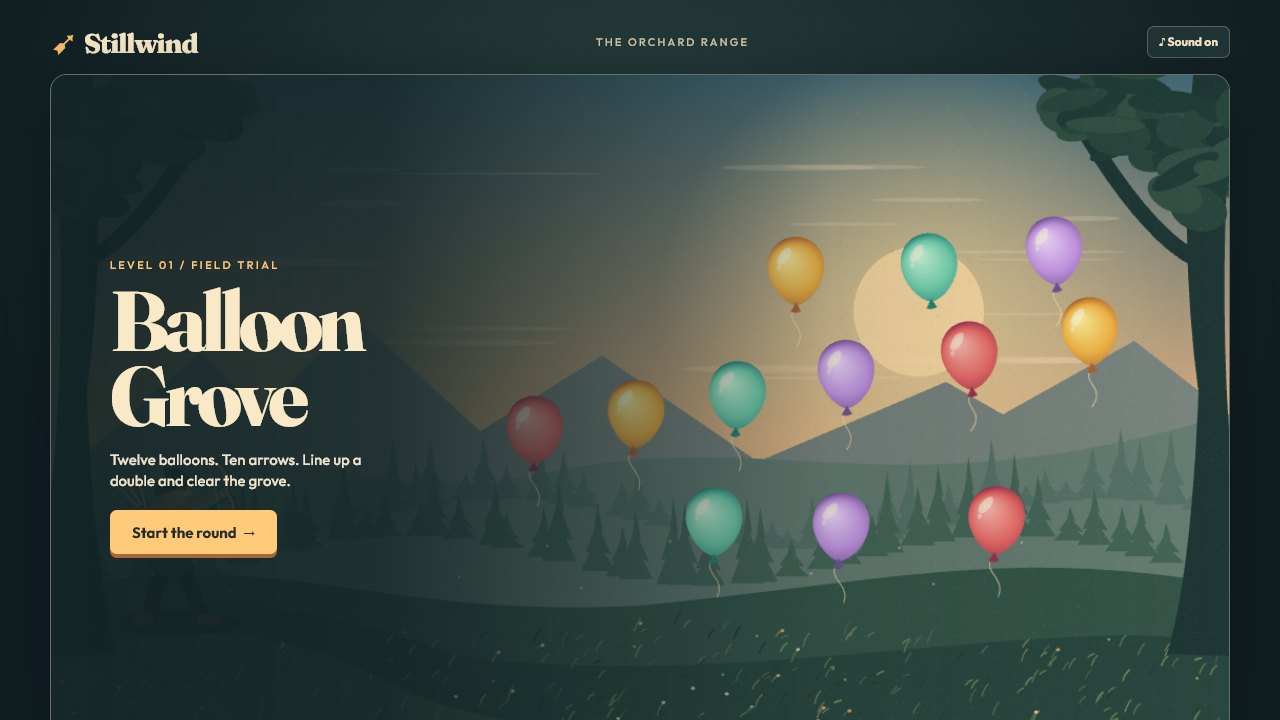 Stillwind
THE ORCHARD RANGE
♪ Sound on
LEVEL 01 / FIELD TRIAL
Balloon
Grove
Twelve balloons. Ten arrows. Line up a
double and clear the grove.
Start the round →